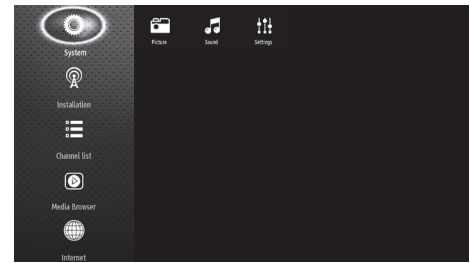 System
Installation
Channel list
Media Browser
Internet
Picture
Sound
Settings